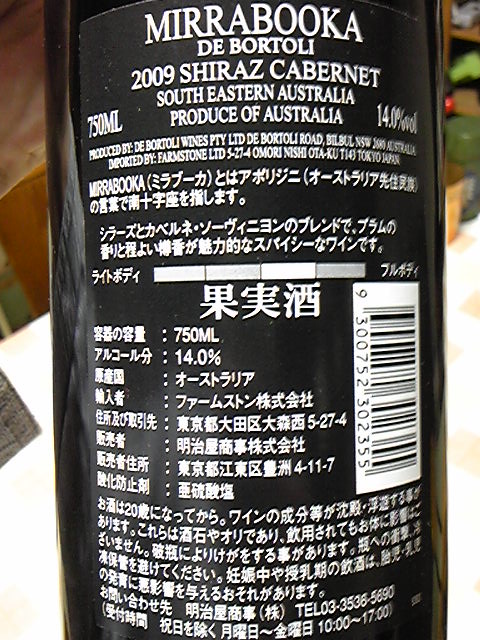 MIRRABOOKA
DE BORTOLI
2009 SHIRAZ CABERNET
SOUTH EASTERN AUSTRALIA
750ML PRODUCE OF AUSTRALIA 14.0%vol
PRODUCED BY: DE BORTOLI WINES PTY LTD DE BORTOLI ROAD, BILBUL NSW 2680 AUSTRALIA
IMPORTED BY: FARMSTONE LTD 5-27-4 OMORI NISHI OTA-KU T143 TOKYO JAPAN
MIRRABOOKA(ミラブーカ)とはアボリジニ(オーストラリア先住民族)
の言葉で南十字座を指します。
シラーズとカベルネ・ソーヴィニヨンのブレンドで、プラムの
香りと程よい樽香が魅力的なスパイシーなワインです。
ライトボディ フルボディ
果実酒
容器の容量 : 750ML
アルコール分 : 14.0%
原産国 : オーストラリア
輸入者 : ファームストン株式会社
住所及び取引先 : 東京都大田区大森西5-27-4
販売者 : 明治屋商事株式会社
販売者住所 : 東京都江東区豊洲4-11-7
酸化防止剤 : 亜硫酸塩
9 300752 302355
お酒は20歳になってから。ワインの成分等が沈殿・浮遊する事が
あります。これらは酒石やオリであり、飲用されてもお体に影響はご
ざいません。破瓶によりけがをする事があります。瓶への衝撃、冷
凍保管を避けてください。妊娠中や授乳期の飲酒は、胎児・乳児
の発育に悪影響を与えるおそれがあります。
お問い合わせ先 明治屋商事(株) TEL03-3536-5690
(受付時間 祝日を除く月曜日~金曜日 10:00~17:00)